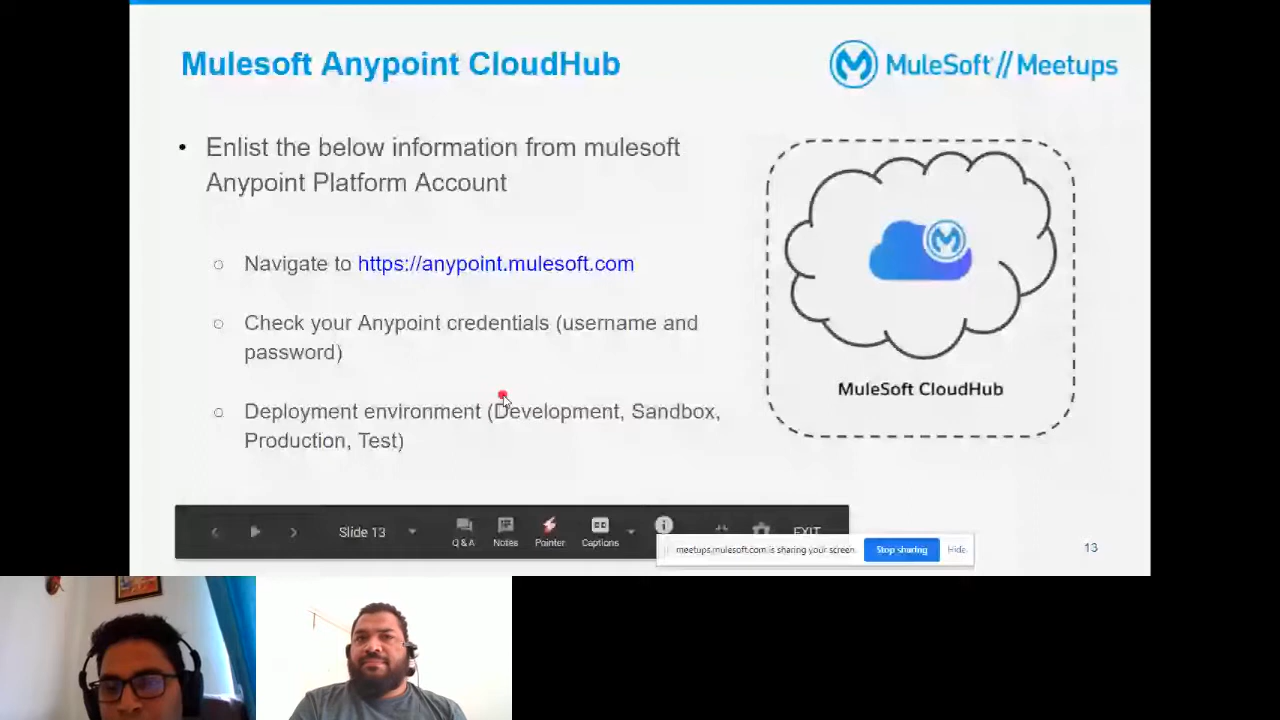 Mulesoft Anypoint CloudHub
MuleSoft // Meetups
• Enlist the below information from mulesoft
Anypoint Platform Account
○ Navigate to https://anypoint.mulesoft.com
○ Check your Anypoint credentials (username and
password)
○ Deployment environment (Development, Sandbox,
Production, Test)
MuleSoft CloudHub
Slide 13
Q & A
Notes
Pointer
Captions
EXIT
meetups.mulesoft.com is sharing your screen.
Stop sharing
Hide
13